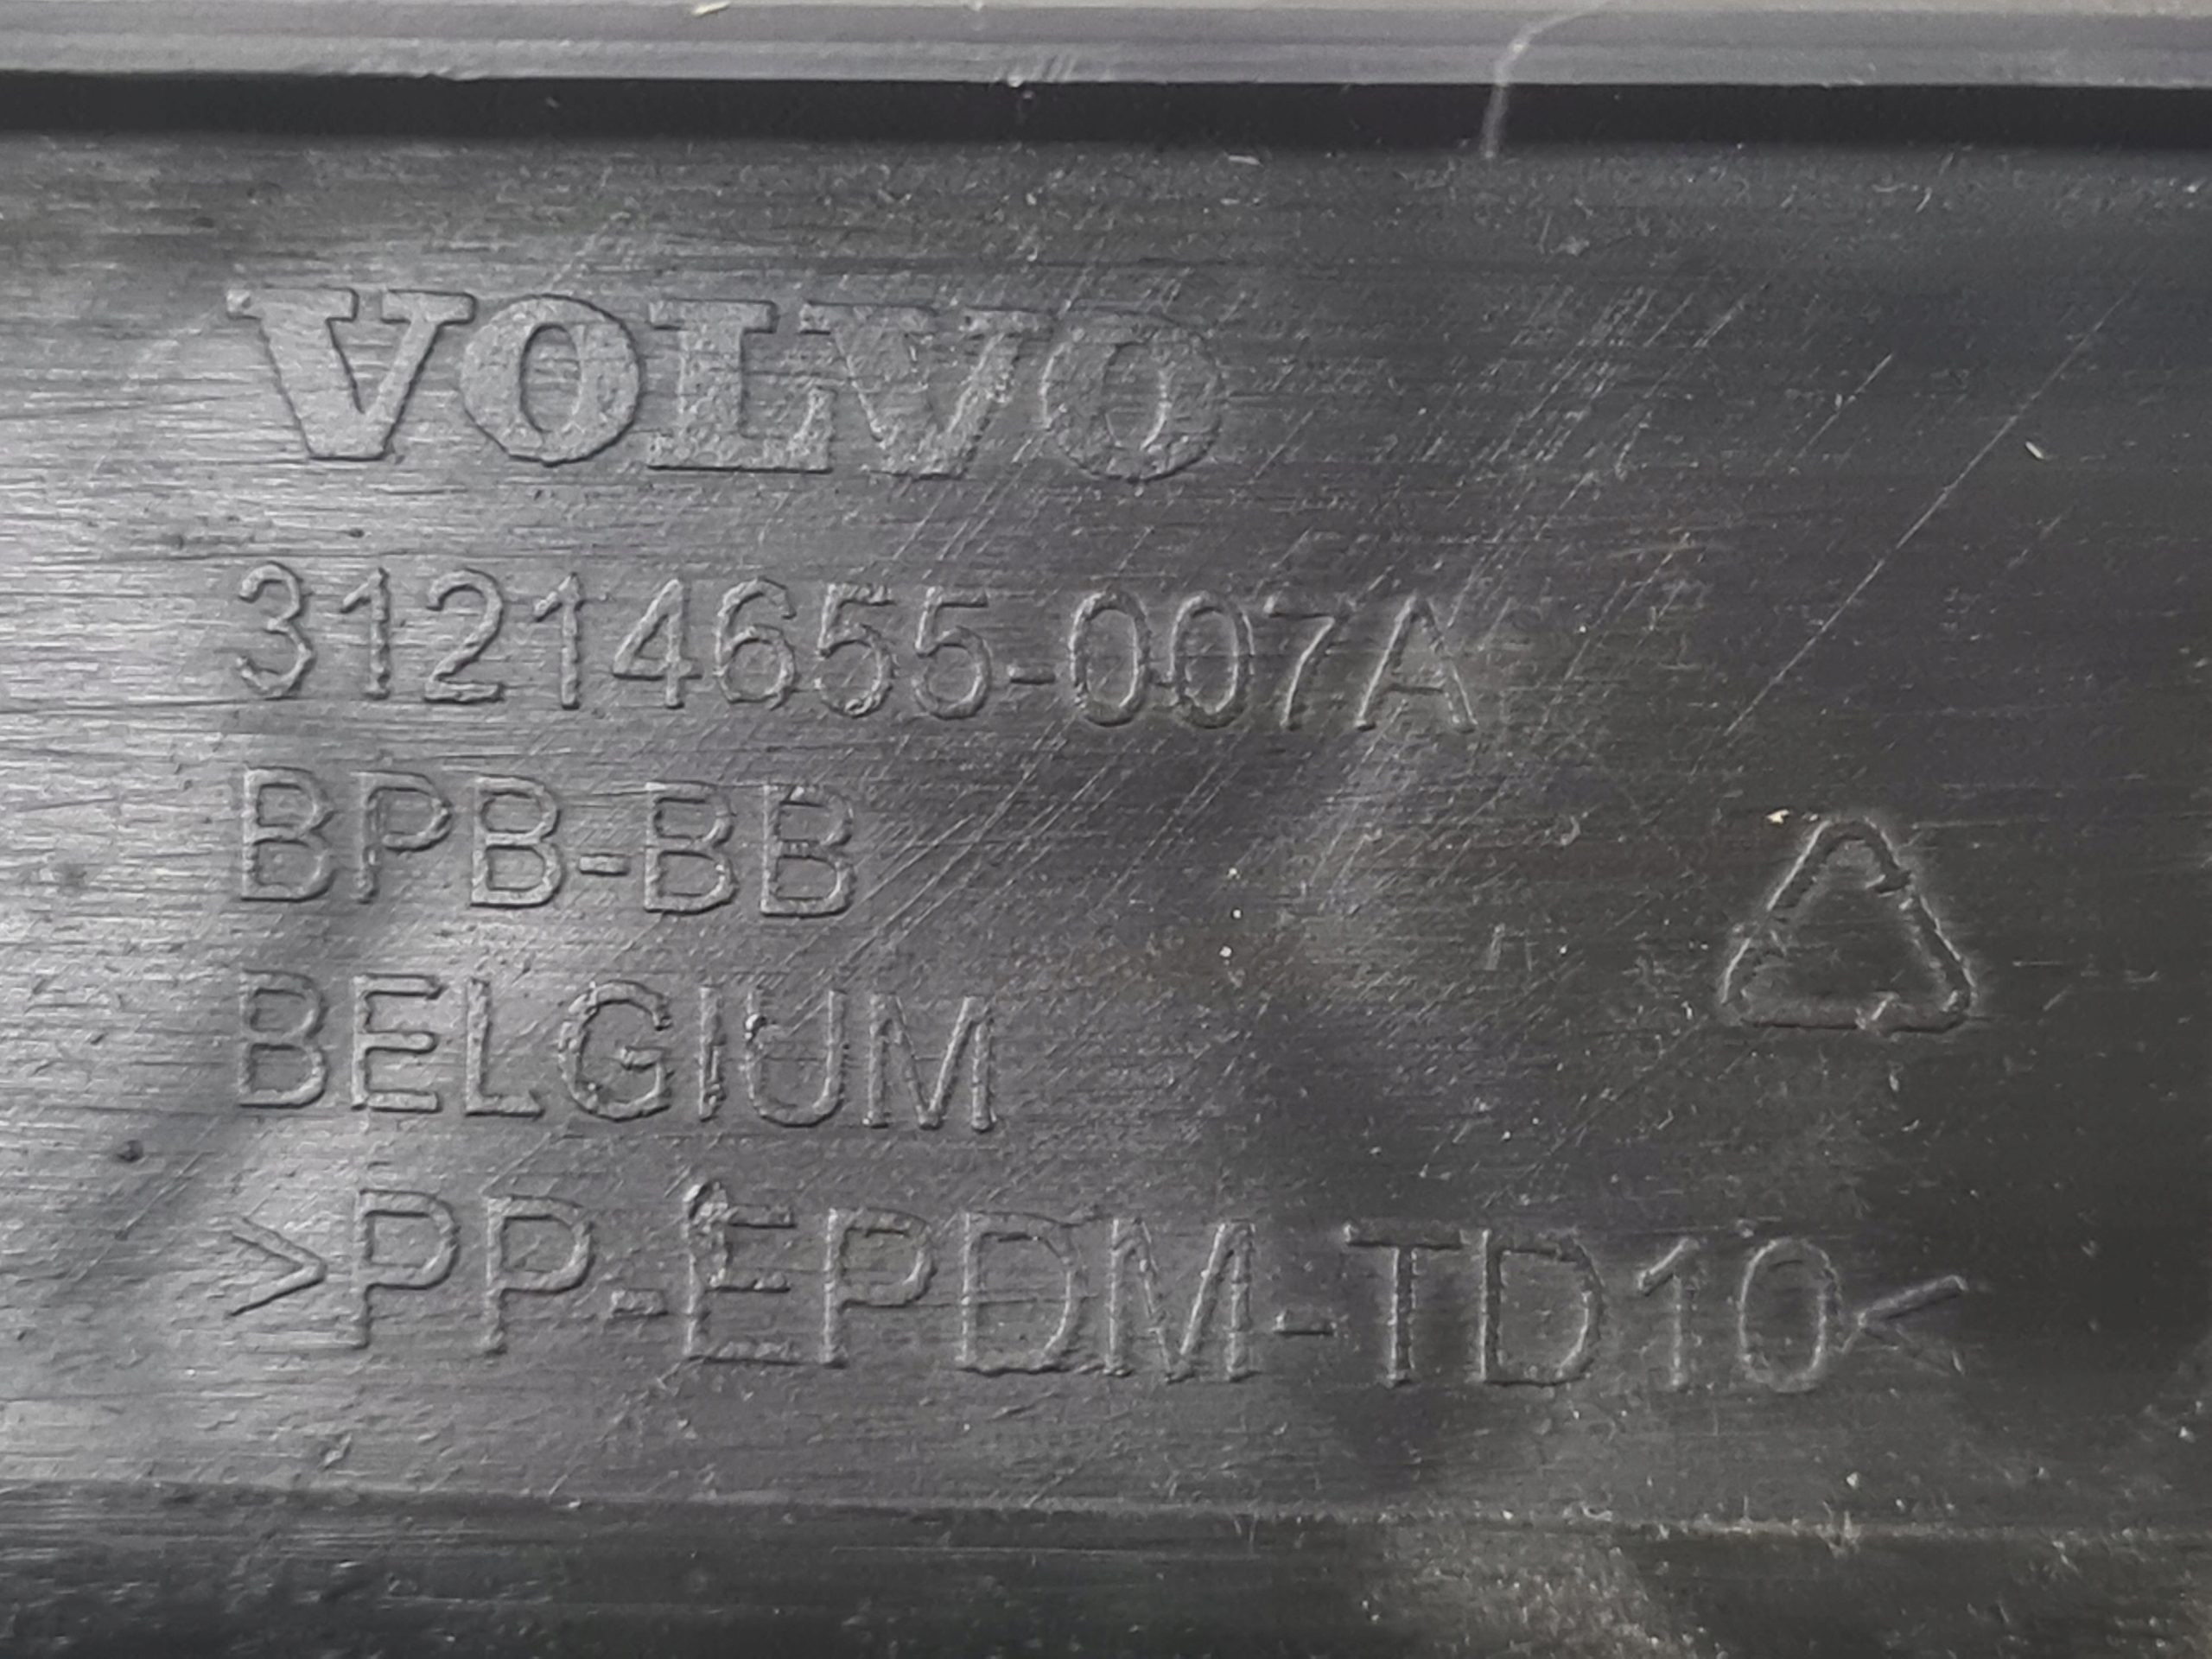 VOLVO
31214655-007A
BPB-BB
BELGIUM
>PP-EPDM-TD10<